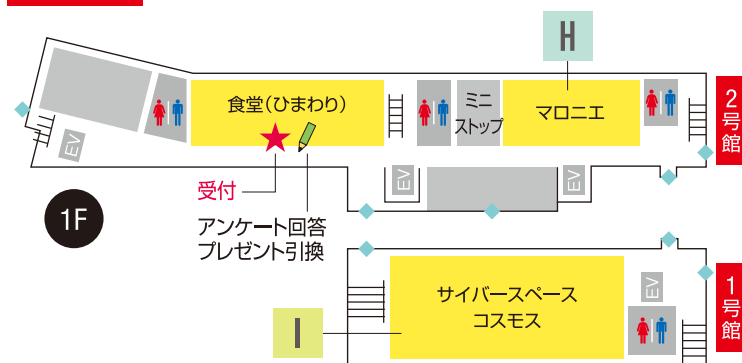 H
2号館
食堂(ひまわり)
ミニ
ストップ
マロニエ
EV
EV
EV
受付
1F
アンケート回答
プレゼント引換
サイバースペース
コスモス
EV
1号館
I